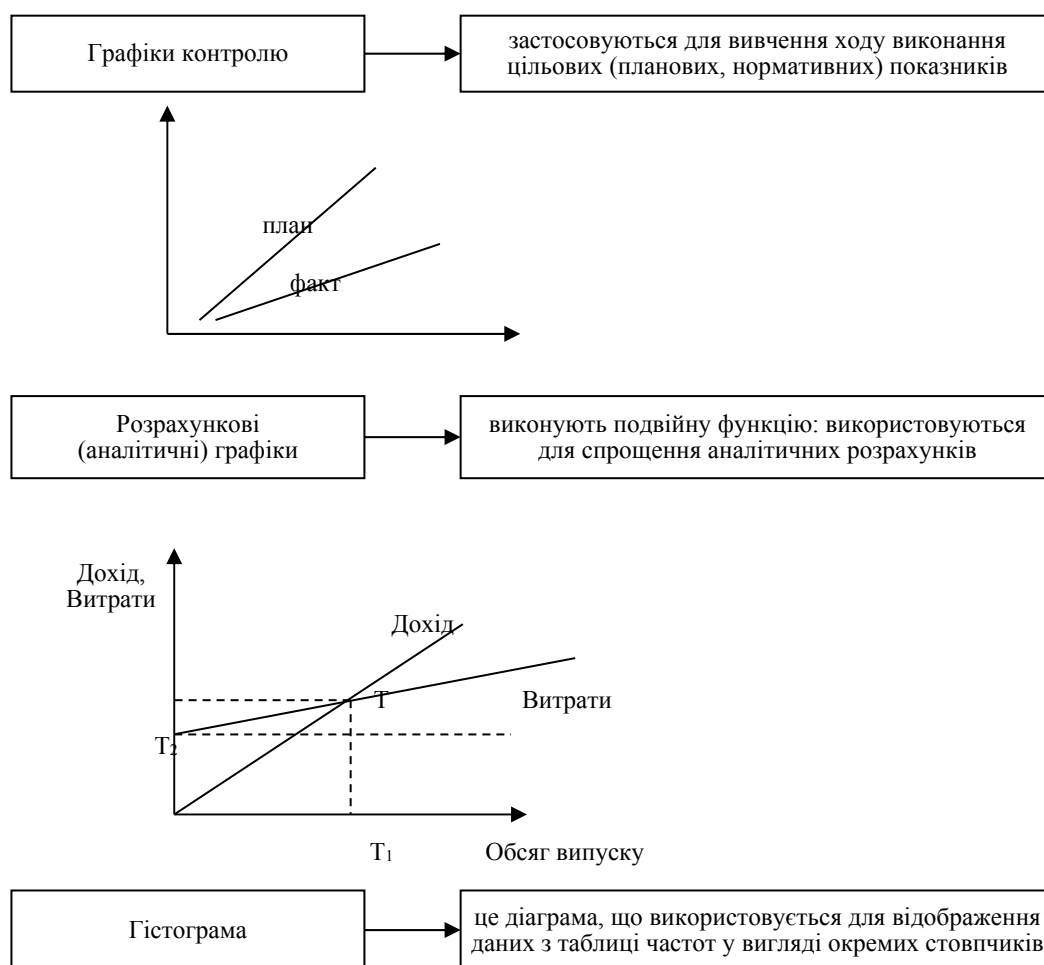 Графіки контролю
застосовуються для вивчення ходу виконання
цільових (планових, нормативних) показників
план
факт
Розрахункові
(аналітичні) графіки
виконують подвійну функцію: використовуються
для спрощення аналітичних розрахунків
Дохід,
Витрати
Дохід
Т
Витрати
Т₂
Т₁
Обсяг випуску
Гістограма
це діаграма, що використовується для відображення
даних з таблиці частот у вигляді окремих стовпчиків